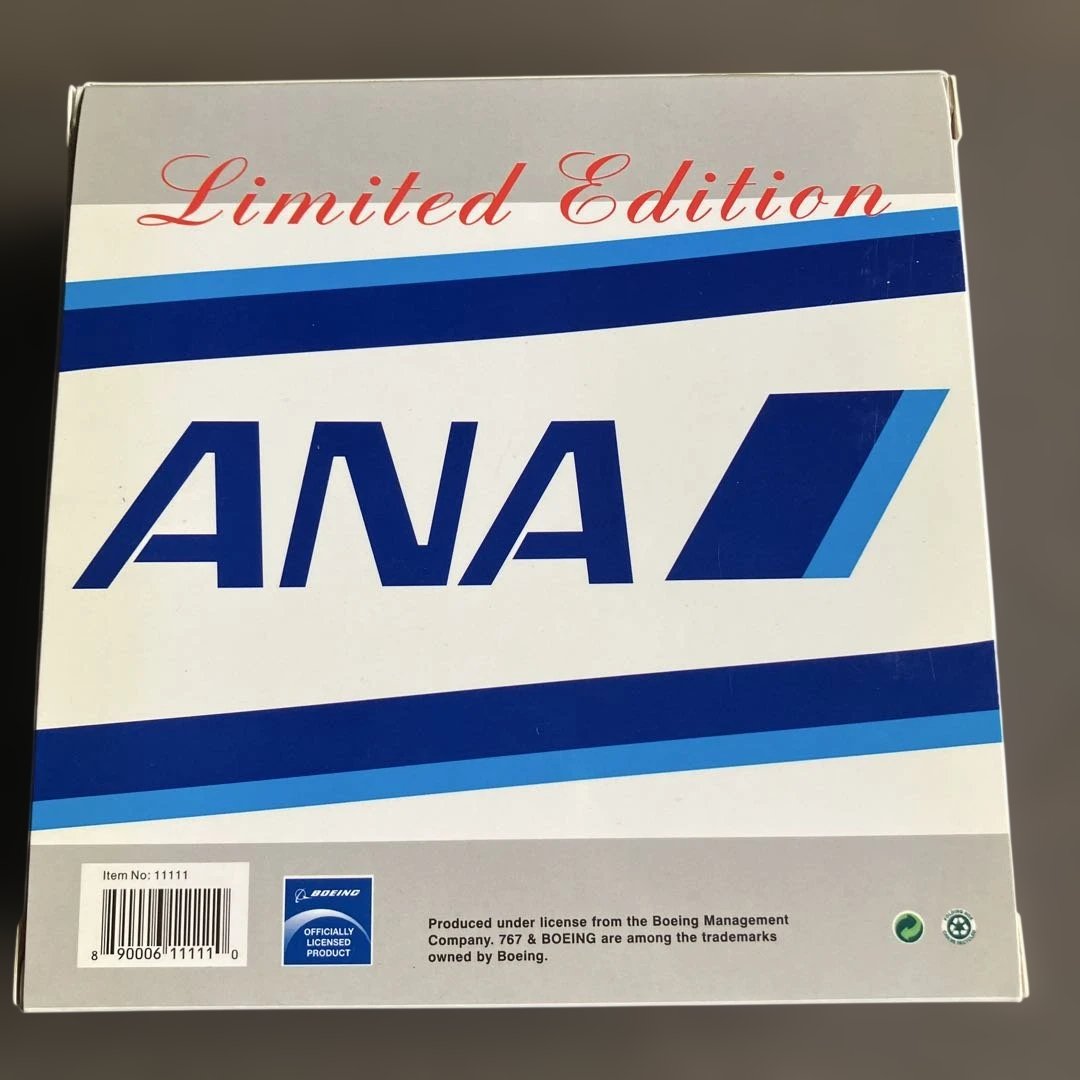 Limited Edition
ANA
Item No: 11111
8 90006 11111 0
BOEING
OFFICIALLY
LICENSED
PRODUCT
Produced under license from the Boeing Management
Company. 767 & BOEING are among the trademarks
owned by Boeing.